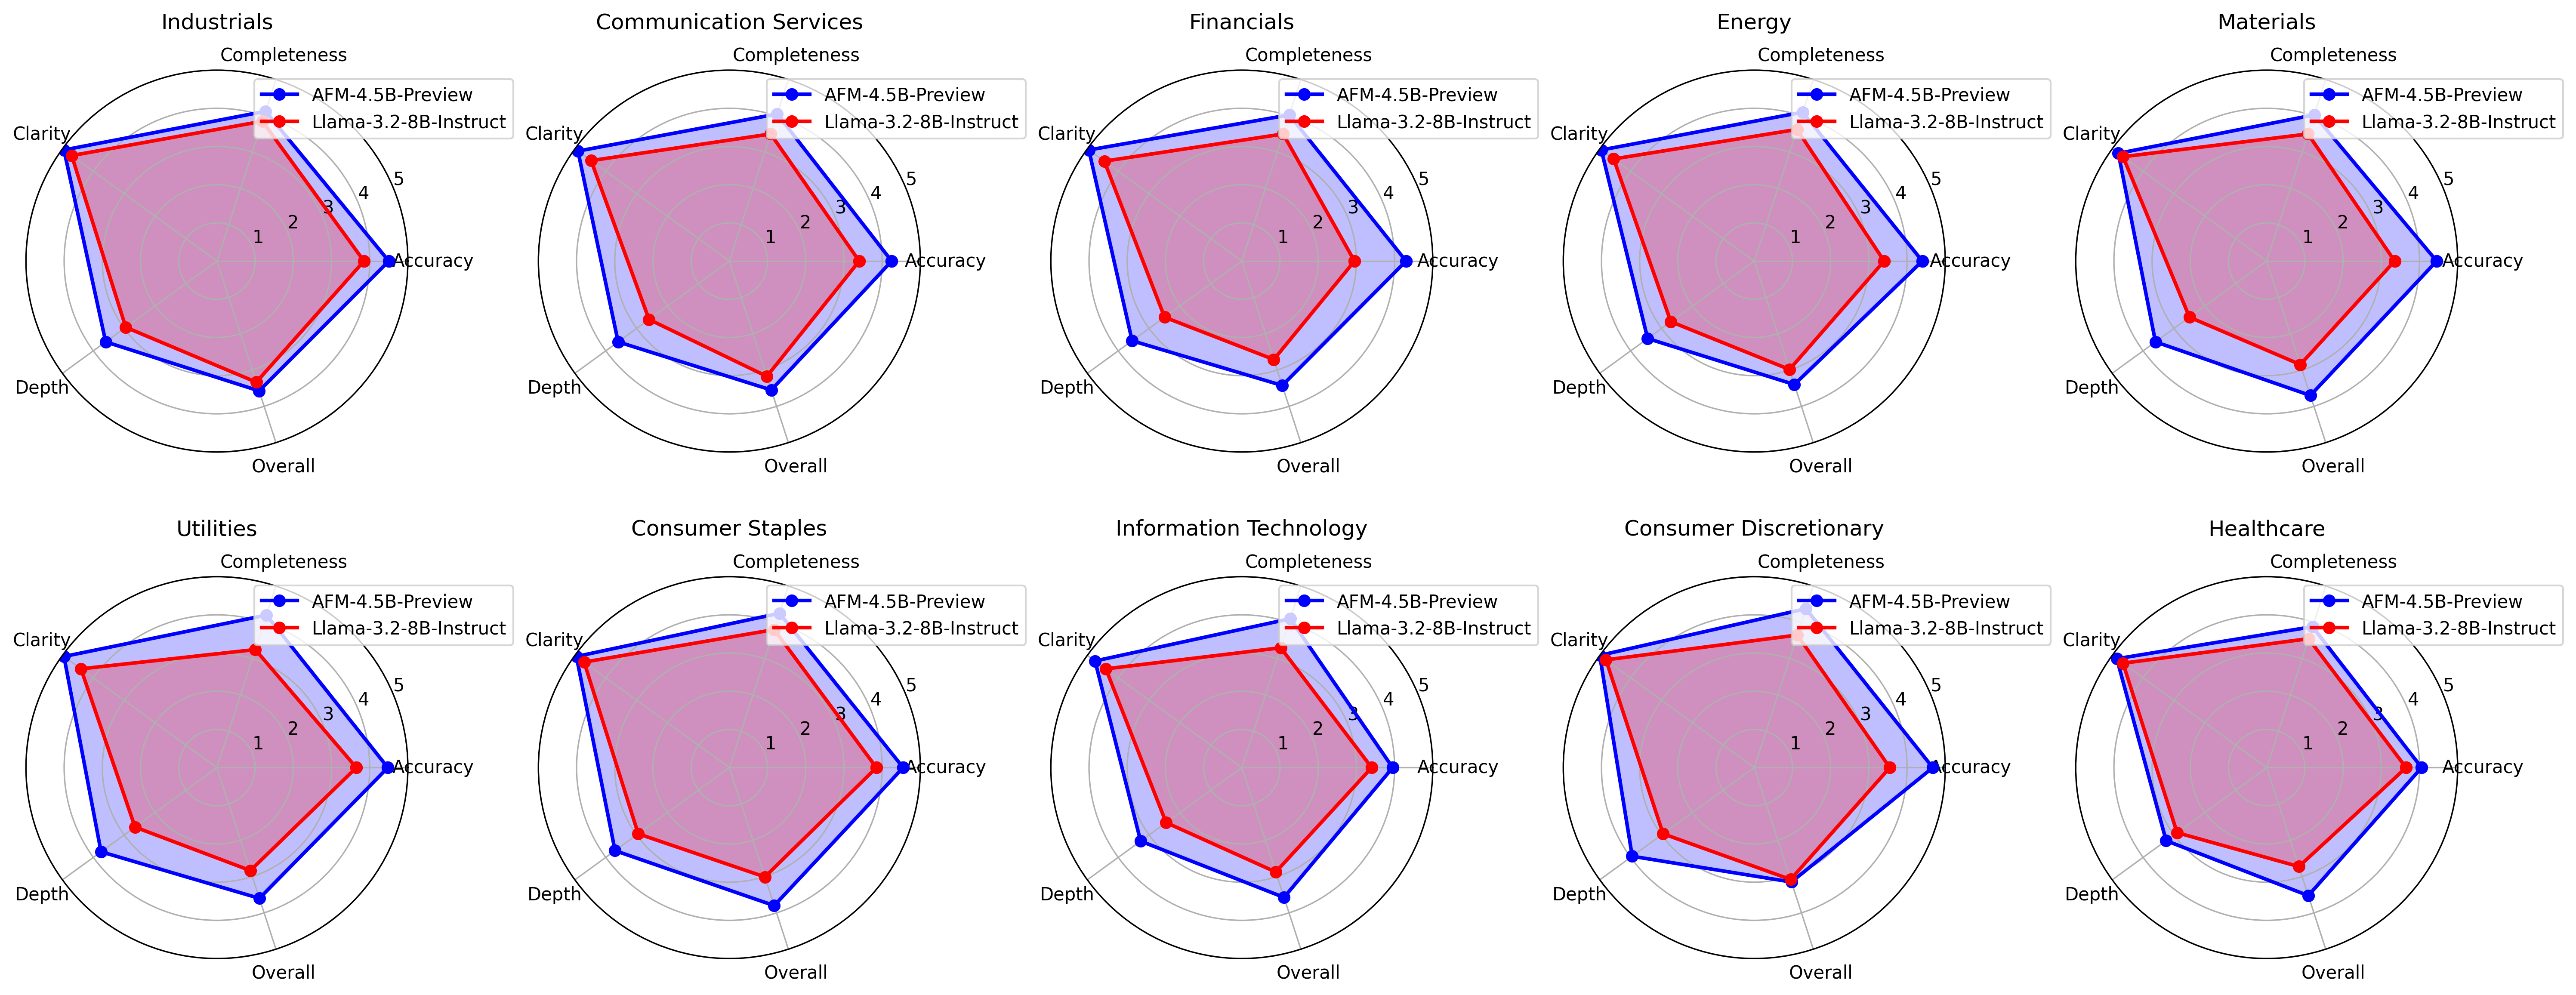 Industrials
Completeness
AFM-4.5B-Preview
Llama-3.2-8B-Instruct
Clarity
5
4
3
2
1
Accuracy
Depth
Overall
Communication Services
Completeness
AFM-4.5B-Preview
Llama-3.2-8B-Instruct
Clarity
5
4
3
2
1
Accuracy
Depth
Overall
Financials
Completeness
AFM-4.5B-Preview
Llama-3.2-8B-Instruct
Clarity
5
4
3
2
1
Accuracy
Depth
Overall
Energy
Completeness
AFM-4.5B-Preview
Llama-3.2-8B-Instruct
Clarity
5
4
3
2
1
Accuracy
Depth
Overall
Materials
Completeness
AFM-4.5B-Preview
Llama-3.2-8B-Instruct
Clarity
5
4
3
2
1
Accuracy
Depth
Overall
Utilities
Completeness
AFM-4.5B-Preview
Llama-3.2-8B-Instruct
Clarity
5
4
3
2
1
Accuracy
Depth
Overall
Consumer Staples
Completeness
AFM-4.5B-Preview
Llama-3.2-8B-Instruct
Clarity
5
4
3
2
1
Accuracy
Depth
Overall
Information Technology
Completeness
AFM-4.5B-Preview
Llama-3.2-8B-Instruct
Clarity
5
4
3
2
1
Accuracy
Depth
Overall
Consumer Discretionary
Completeness
AFM-4.5B-Preview
Llama-3.2-8B-Instruct
Clarity
5
4
3
2
1
Accuracy
Depth
Overall
Healthcare
Completeness
AFM-4.5B-Preview
Llama-3.2-8B-Instruct
Clarity
5
4
3
2
1
Accuracy
Depth
Overall